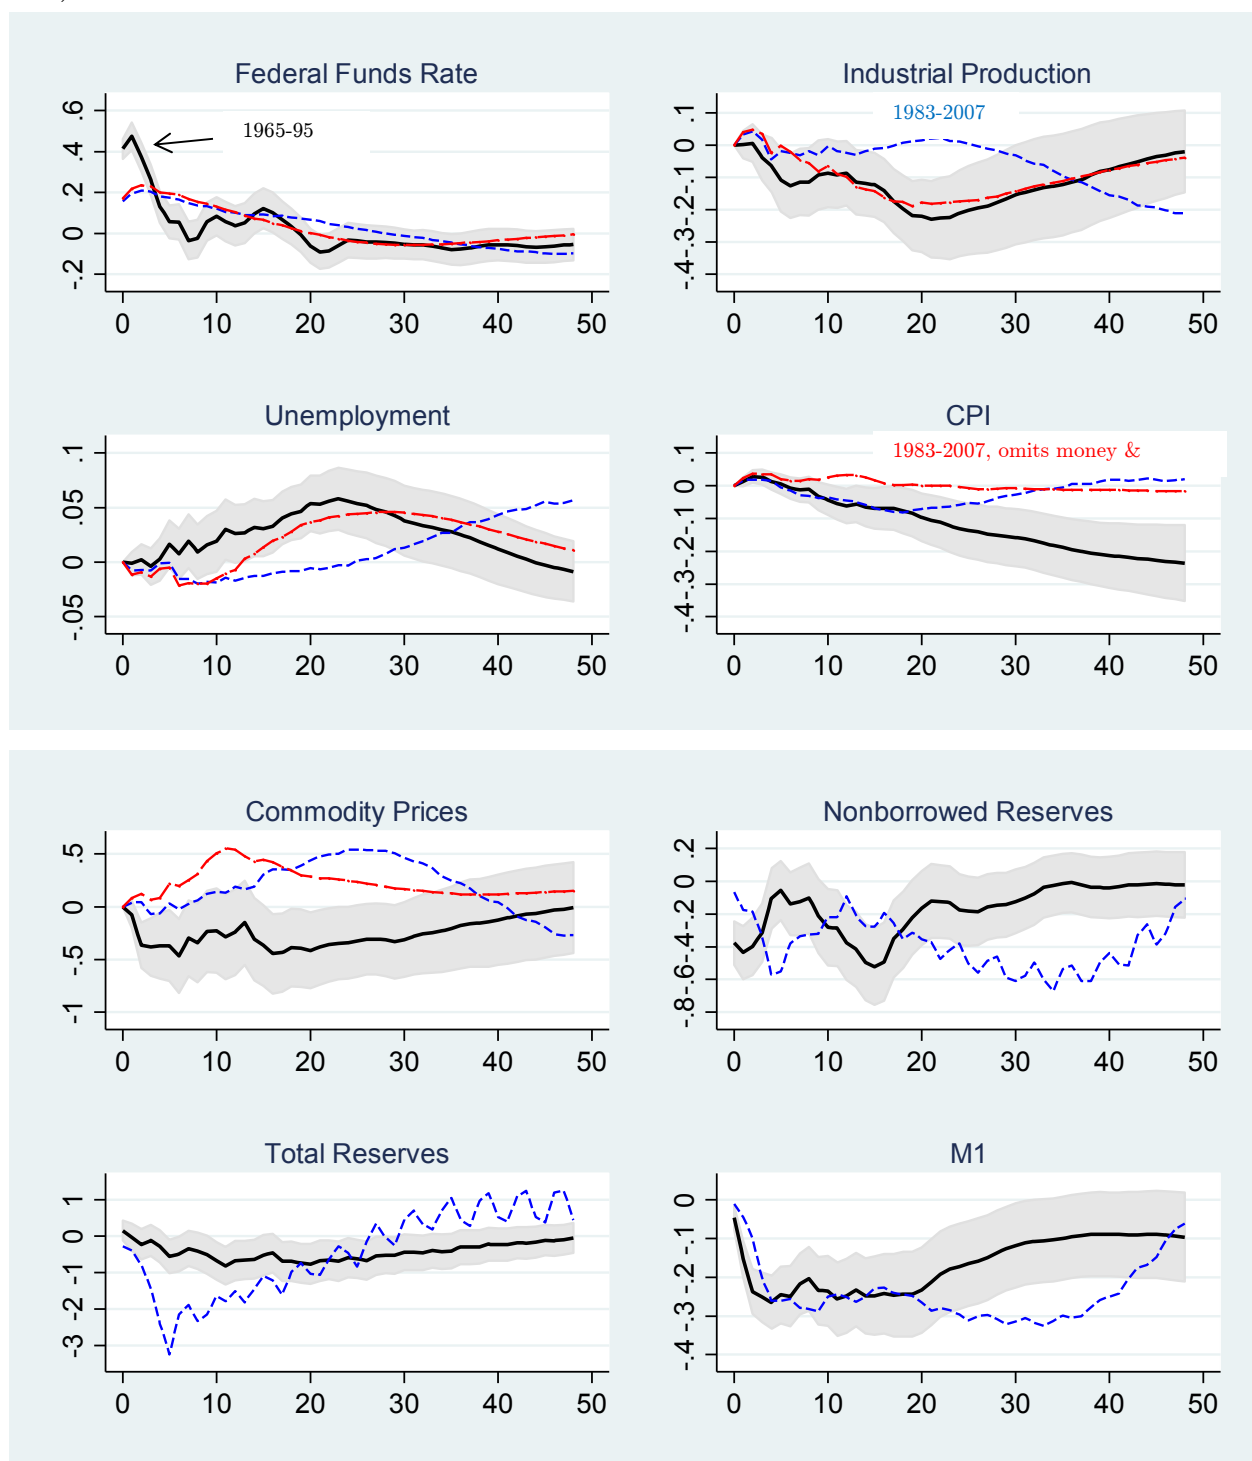 Federal Funds Rate
.6
.4
.2
0
-.2
1965-95
0 10 20 30 40 50
Industrial Production
.1
0
-.1
-.2
-.3
-.4
1983-2007
0 10 20 30 40 50
Unemployment
.1
.05
0
-.05
0 10 20 30 40 50
CPI
.1
0
-.1
-.2
-.3
-.4
1983-2007, omits money &
0 10 20 30 40 50
Commodity Prices
.5
0
-.5
-1
0 10 20 30 40 50
Nonborrowed Reserves
.2
0
-.2
-.4
-.6
-.8
0 10 20 30 40 50
Total Reserves
1
0
-1
-2
-3
0 10 20 30 40 50
M1
0
-.1
-.2
-.3
-.4
0 10 20 30 40 50